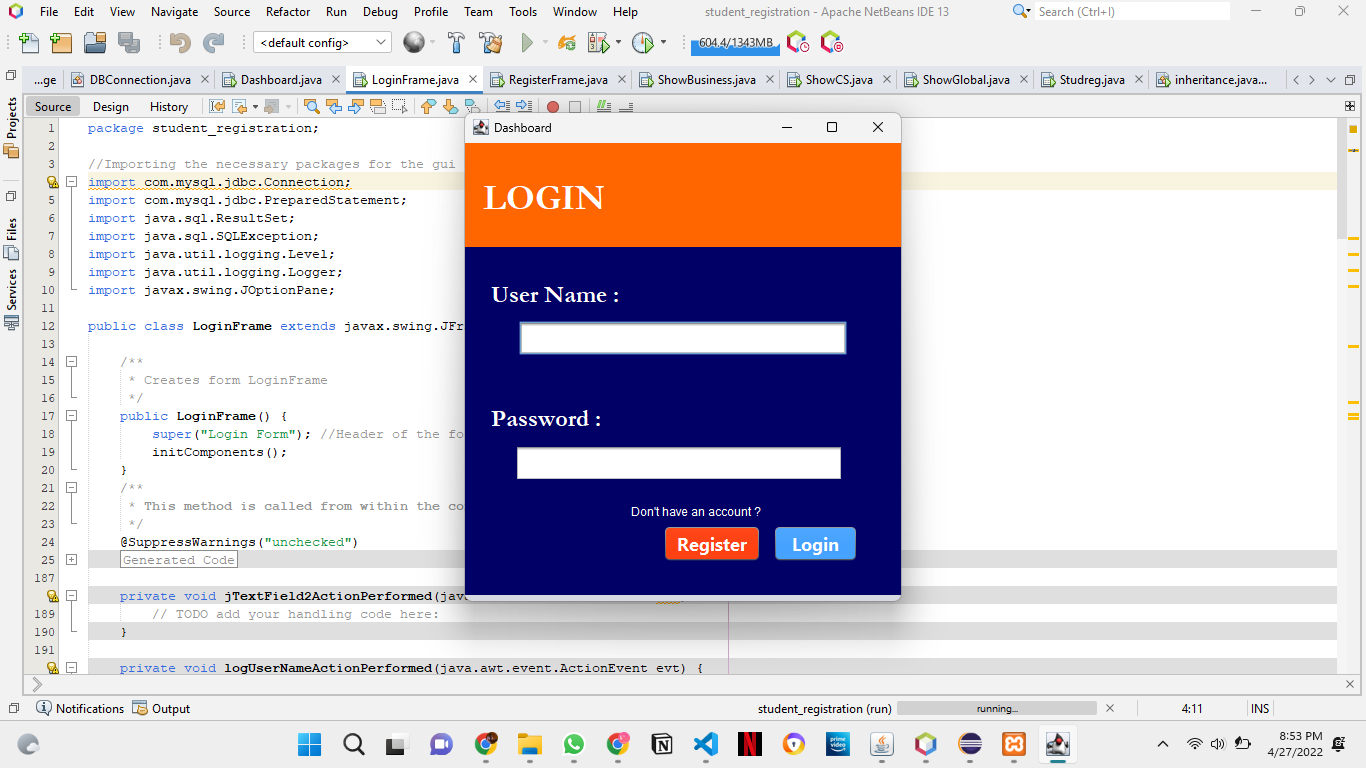 File Edit View Navigate Source Refactor Run Debug Profile Team Tools Window Help
student_registration - Apache NetBeans IDE 13
Search (Ctrl+I)
<default config>
604.4/1343MB
...ge DBConnection.java Dashboard.java LoginFrame.java RegisterFrame.java ShowBusiness.java ShowCS.java ShowGlobal.java Studreg.java inheritance.java...
Source Design History
Projects
Files
Services
1 package student_registration;
2
3 //Importing the necessary packages for the gui
import com.mysql.jdbc.Connection;
5 import com.mysql.jdbc.PreparedStatement;
6 import java.sql.ResultSet;
7 import java.sql.SQLException;
8 import java.util.logging.Level;
9 import java.util.logging.Logger;
10 import javax.swing.JOptionPane;
11
12 public class LoginFrame extends javax.swing.JFr
13
14 /**
15 * Creates form LoginFrame
16 */
17 public LoginFrame() {
18 super("Login Form"); //Header of the fo
19 initComponents();
20 }
21 /**
22 * This method is called from within the co
23 */
24 @SuppressWarnings("unchecked")
25 Generated Code
187
private void jTextField2ActionPerformed(jav
189 // TODO add your handling code here:
190 }
191
private void logUserNameActionPerformed(java.awt.event.ActionEvent evt) {
Dashboard
LOGIN
User Name :
Password :
Don't have an account ?
Register Login
Notifications Output
student_registration (run) running... 4:11 INS
prime video
8:53 PM
4/27/2022